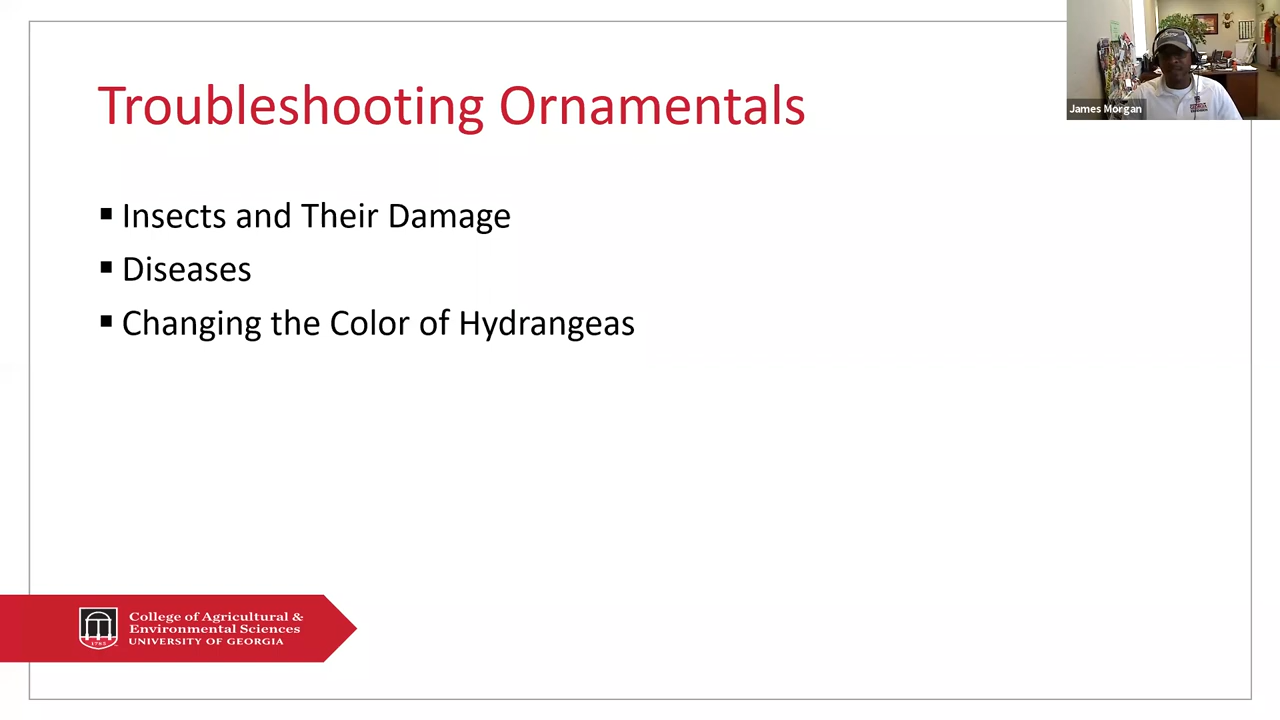 Troubleshooting Ornamentals
James Morgan
▪ Insects and Their Damage
▪ Diseases
▪ Changing the Color of Hydrangeas
College of Agricultural &
Environmental Sciences
UNIVERSITY OF GEORGIA
1785